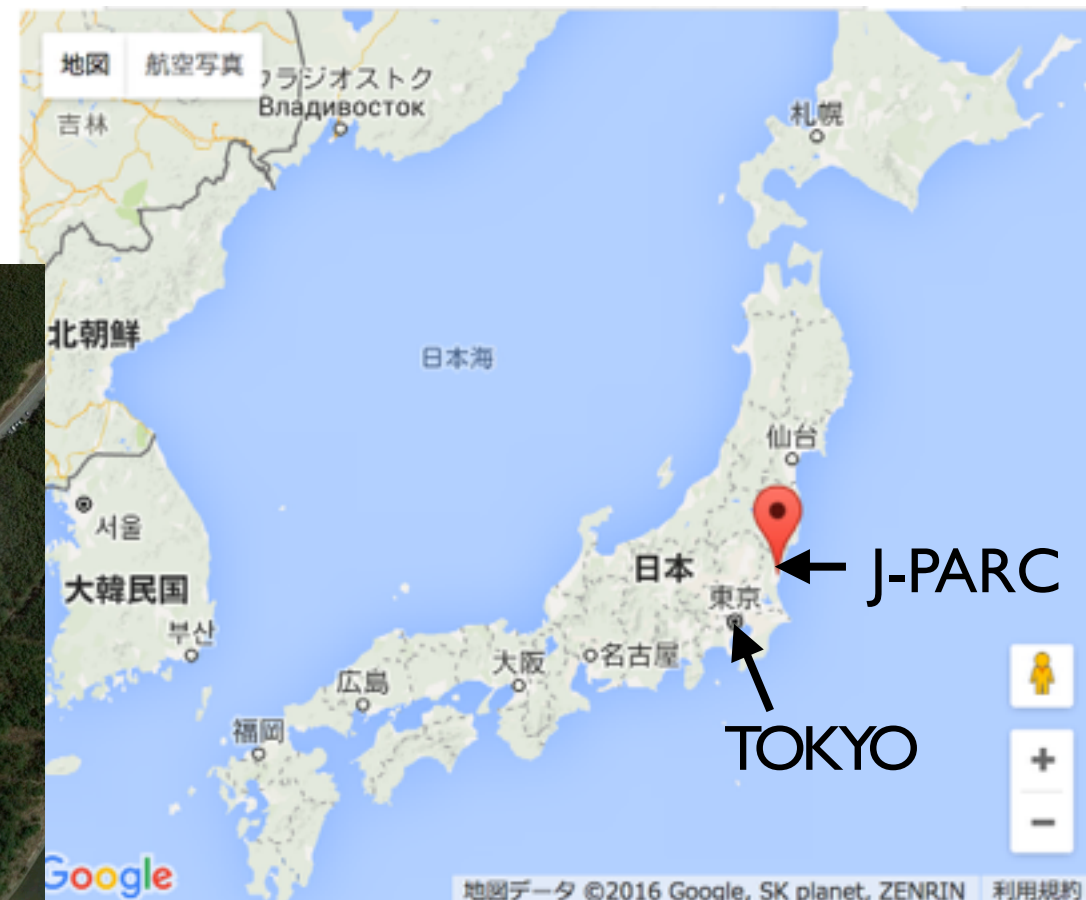 地図 航空写真
ウラジオストク
Владивосток
吉林
札幌
北朝鮮
日本海
仙台
서울
日本
J-PARC
大韓民国
東京
부산
名古屋
大阪
広島
TOKYO
福岡
+
−
Google
地図データ ©2016 Google, SK planet, ZENRIN 利用規約